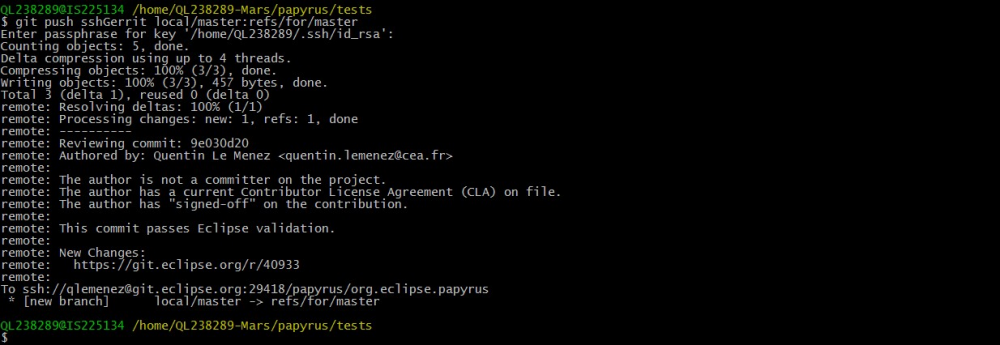 QL238289@IS225134 /home/QL238289-Mars/papyrus/tests
$ git push sshGerrit local/master:refs/for/master
Enter passphrase for key '/home/QL238289/.ssh/id_rsa':
Counting objects: 5, done.
Delta compression using up to 4 threads.
Compressing objects: 100% (3/3), done.
Writing objects: 100% (3/3), 457 bytes, done.
Total 3 (delta 1), reused 0 (delta 0)
remote: Resolving deltas: 100% (1/1)
remote: Processing changes: new: 1, refs: 1, done
remote: ----------
remote: Reviewing commit: 9e030d20
remote: Authored by: Quentin Le Menez <quentin.lemenez@cea.fr>
remote:
remote: The author is not a committer on the project.
remote: The author has a current Contributor License Agreement (CLA) on file.
remote: The author has "signed-off" on the contribution.
remote:
remote: This commit passes Eclipse validation.
remote:
remote: New Changes:
remote:   https://git.eclipse.org/r/40933
remote:
To ssh://qlemenez@git.eclipse.org:29418/papyrus/org.eclipse.papyrus
 * [new branch]      local/master -> refs/for/master
QL238289@IS225134 /home/QL238289-Mars/papyrus/tests
$